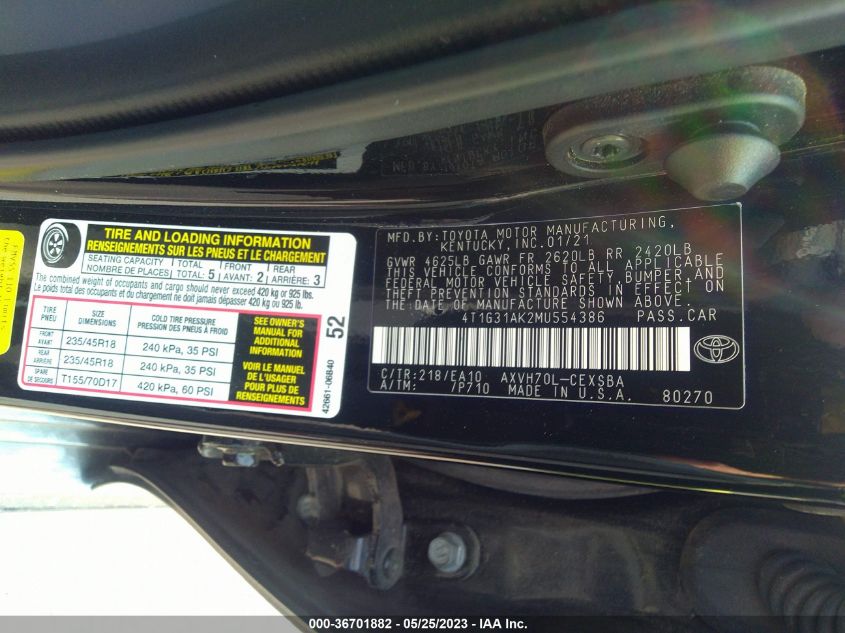 TIRE AND LOADING INFORMATION
RENSEIGNEMENTS SUR LES PNEUS ET LE CHARGEMENT
SEATING CAPACITY TOTAL FRONT REAR
NOMBRE DE PLACES TOTAL: 5 AVANT: 2 ARRIÈRE: 3
The combined weight of occupants and cargo should never exceed 420 kg or 925 lbs.
Le poids total des occupants et du chargement ne doit jamais dépasser 420 kg ou 925 lb.
TIRE SIZE COLD TIRE PRESSURE
PNEU DIMENSIONS PRESSION DES PNEUS À FROID
FRONT
AVANT 235/45R18 240 kPa, 35 PSI
REAR
ARRIÈRE 235/45R18 240 kPa, 35 PSI
SPARE
DE SECOURS T155/70D17 420 kPa, 60 PSI
SEE OWNER'S
MANUAL FOR
ADDITIONAL
INFORMATION
VOIR LE MANUEL
DE L'USAGER
POUR PLUS DE
RENSEIGNEMENTS
52
42661-06B40
MFD.BY:TOYOTA MOTOR MANUFACTURING,
KENTUCKY, INC.01/21
GVWR 4625LB GAWR FR 2620LB RR 2420LB
THIS VEHICLE CONFORMS TO ALL APPLICABLE
FEDERAL MOTOR VEHICLE SAFETY, BUMPER AND
THEFT PREVENTION STANDARDS IN EFFECT ON
THE DATE OF MANUFACTURE SHOWN ABOVE.
4T1G31AK2MU554386 PASS.CAR
C/TR:218/EA10 AXVH70L-CEXSBA
A/TM: /P710 MADE IN U.S.A. 80270
TOYOTA
000-36701882 — 05/25/2023 — IAA Inc.